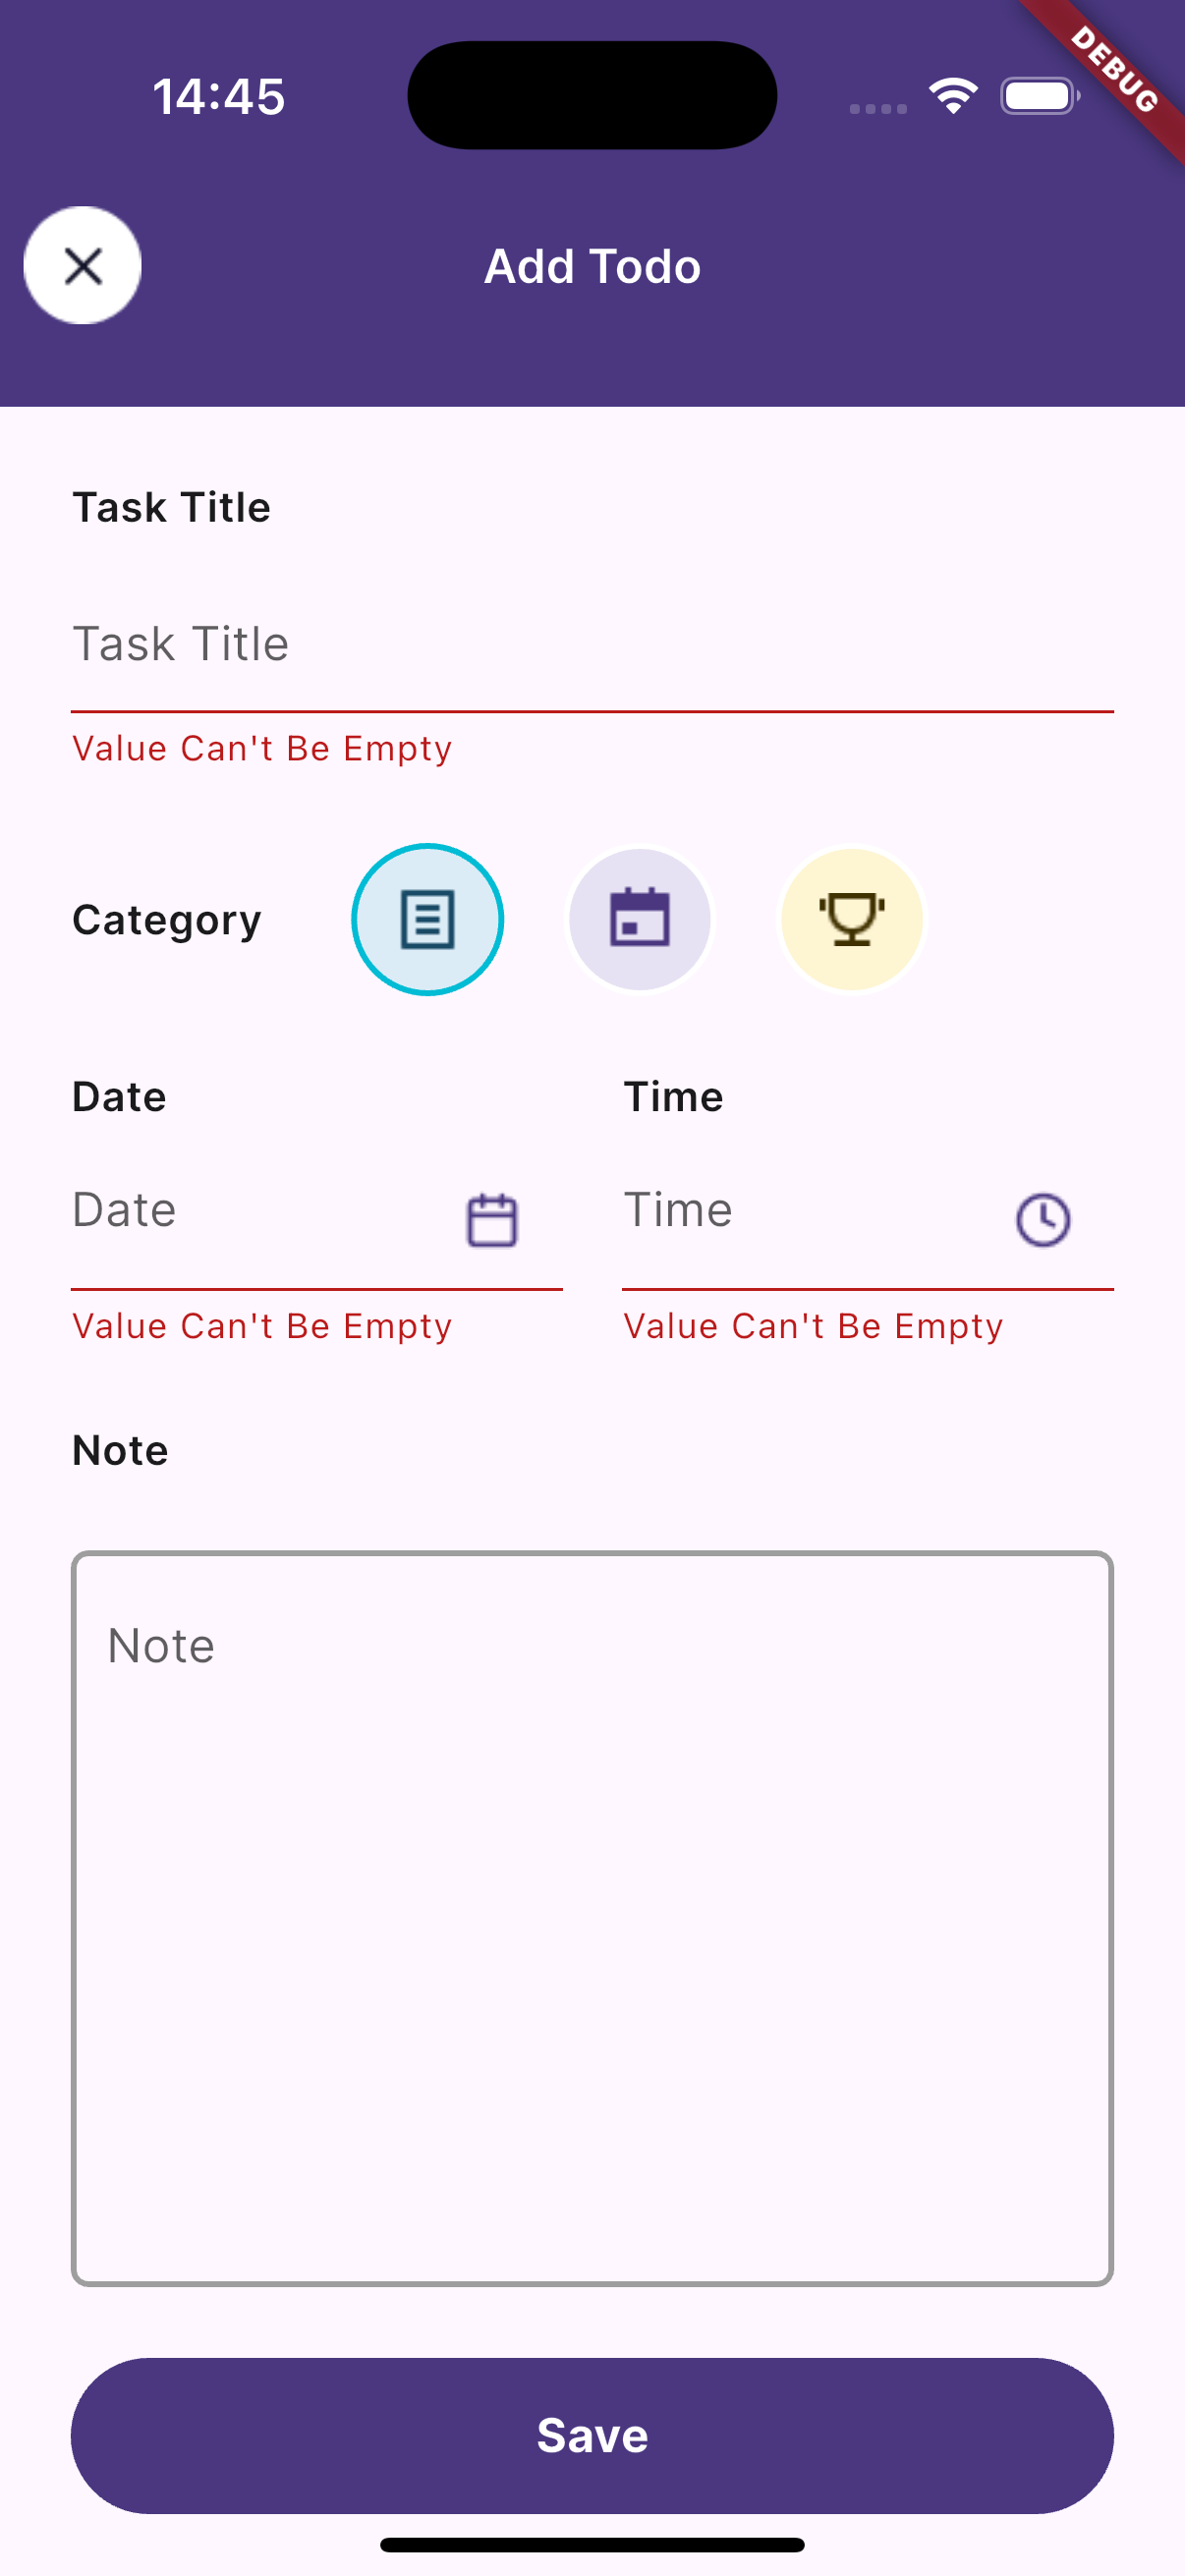 14:45
DEBUG
Add Todo
Task Title
Task Title
Value Can't Be Empty
Category
Date Time
Date Time
Value Can't Be Empty Value Can't Be Empty
Note
Note
Save